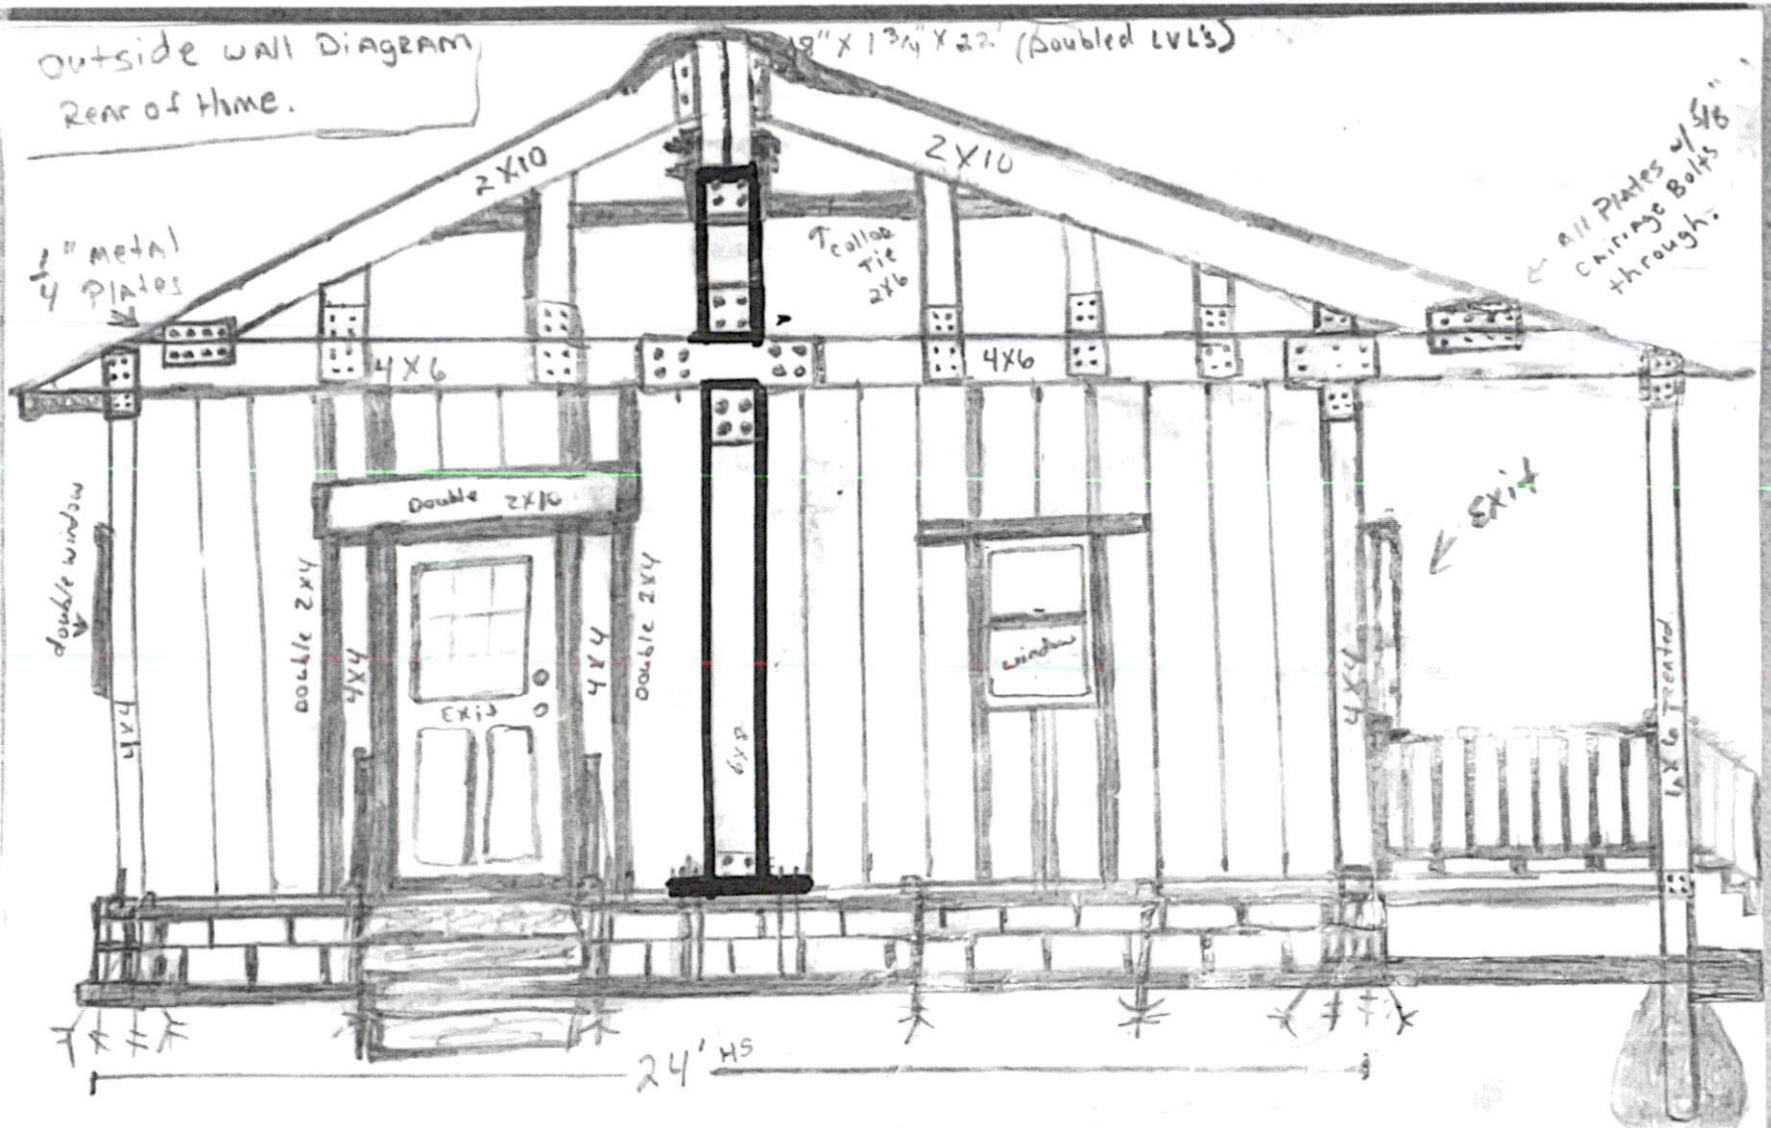 Outside Wall Diagram
Rear of Home.
18" X 1 3/4" X 22' (Doubled LVL's)
2X10
2X10
1/4" Metal
Plates
All Plates w/ 5/8"
Cairrage Bolts
through.
Collar
Tie
2X6
4X6
4X6
Double 2X10
Exit
double window
Double 2X4
4X4
4X4
Double 2X4
window
4X4
4X4
6X8
Exit
6X6 Treated
24' HS